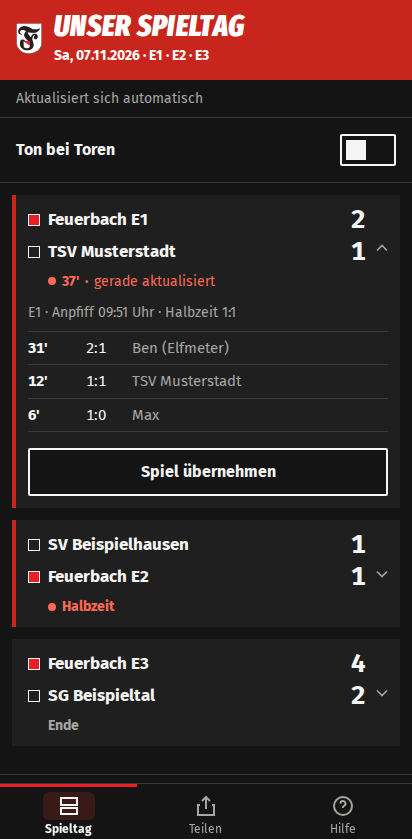 UNSER SPIELTAG
Sa, 07.11.2026 · E1 · E2 · E3
Aktualisiert sich automatisch
Ton bei Toren
Feuerbach E1 2
TSV Musterstadt 1
37' · gerade aktualisiert
E1 · Anpfiff 09:51 Uhr · Halbzeit 1:1
31' 2:1 Ben (Elfmeter)
12' 1:1 TSV Musterstadt
6' 1:0 Max
Spiel übernehmen
SV Beispielhausen 1
Feuerbach E2 1
Halbzeit
Feuerbach E3 4
SG Beispieltal 2
Ende
Spieltag Teilen Hilfe